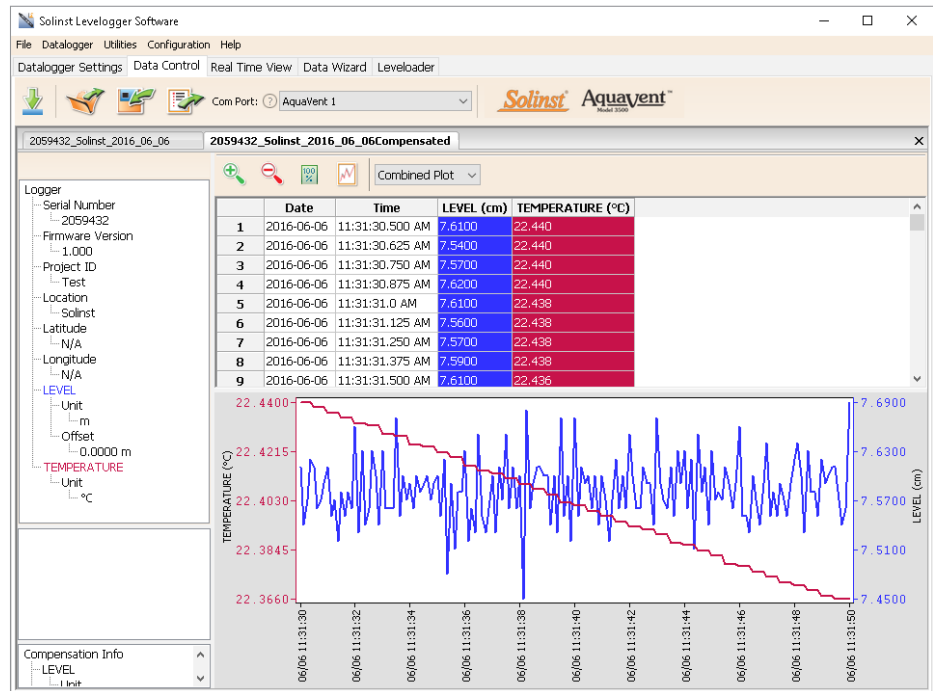 Solinst Levelogger Software
File Datalogger Utilities Configuration Help
Datalogger Settings Data Control Real Time View Data Wizard Leveloader
Com Port: ? AquaVent 1
Solinst Aquavent™
Model 3500
2059432_Solinst_2016_06_06 2059432_Solinst_2016_06_06Compensated
100 %
Combined Plot
Logger
Serial Number
2059432
Firmware Version
1.000
Project ID
Test
Location
Solinst
Latitude
N/A
Longitude
N/A
LEVEL
Unit
m
Offset
0.0000 m
TEMPERATURE
Unit
°C
Compensation Info
LEVEL
Unit
Date Time LEVEL (cm) TEMPERATURE (°C)
1 2016-06-06 11:31:30.500 AM 7.6100 22.440
2 2016-06-06 11:31:30.625 AM 7.5400 22.440
3 2016-06-06 11:31:30.750 AM 7.5700 22.440
4 2016-06-06 11:31:30.875 AM 7.6200 22.440
5 2016-06-06 11:31:31.0 AM 7.6100 22.438
6 2016-06-06 11:31:31.125 AM 7.5600 22.438
7 2016-06-06 11:31:31.250 AM 7.5700 22.438
8 2016-06-06 11:31:31.375 AM 7.5900 22.438
9 2016-06-06 11:31:31.500 AM 7.6100 22.436
TEMPERATURE (°C)
22.4400
22.4215
22.4030
22.3845
22.3660
7.6900
7.6300
7.5700
7.5100
7.4500
LEVEL (cm)
06/06 11:31:30
06/06 11:31:32
06/06 11:31:34
06/06 11:31:36
06/06 11:31:38
06/06 11:31:40
06/06 11:31:42
06/06 11:31:44
06/06 11:31:46
06/06 11:31:48
06/06 11:31:50